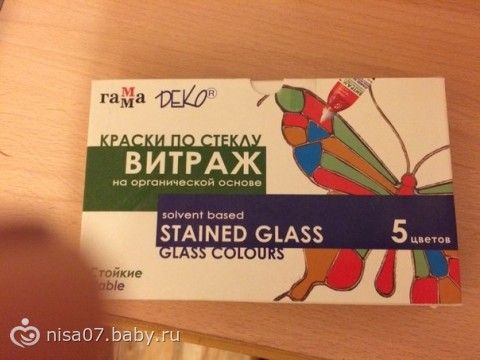 гамма DEKO®
КРАСКИ ПО СТЕКЛУ
ВИТРАЖ
на органической основе
solvent based
STAINED GLASS
5 цветов
GLASS COLOURS
Стойкие
nisa07.baby.ru